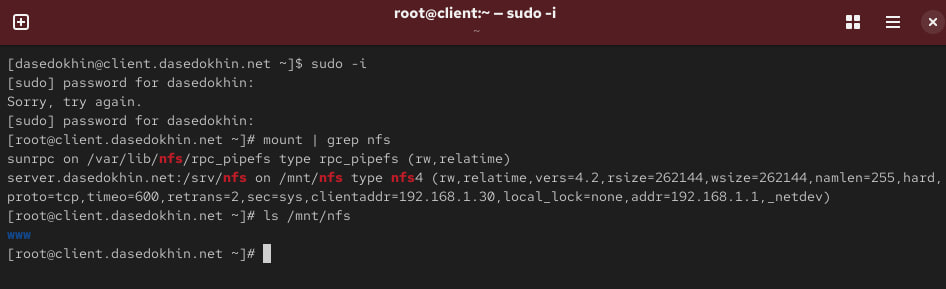 root@client:~ — sudo -i
~
[dasedokhin@client.dasedokhin.net ~]$ sudo -i
[sudo] password for dasedokhin:
Sorry, try again.
[sudo] password for dasedokhin:
[root@client.dasedokhin.net ~]# mount | grep nfs
sunrpc on /var/lib/nfs/rpc_pipefs type rpc_pipefs (rw,relatime)
server.dasedokhin.net:/srv/nfs on /mnt/nfs type nfs4 (rw,relatime,vers=4.2,rsize=262144,wsize=262144,namlen=255,hard,
proto=tcp,timeo=600,retrans=2,sec=sys,clientaddr=192.168.1.30,local_lock=none,addr=192.168.1.1,_netdev)
[root@client.dasedokhin.net ~]# ls /mnt/nfs
www
[root@client.dasedokhin.net ~]#